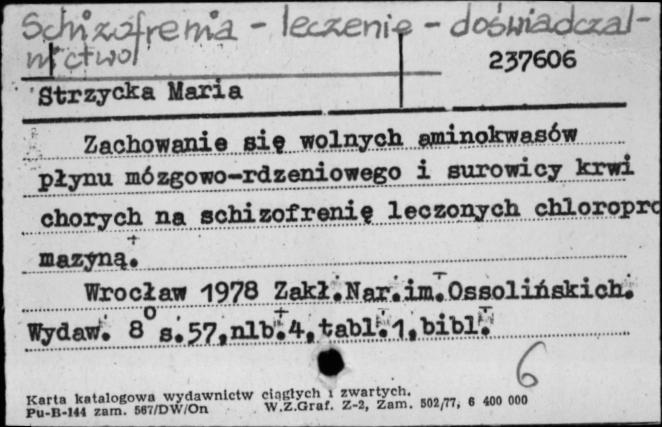 Schizofrenia - leczenie - doświadczal-
nictwo
237606
Strzycka Maria
Zachowanie się wolnych aminokwasów
płynu mózgowo-rdzeniowego i surowicy krwi
chorych na schizofrenię leczonych chloropro
mazyną.
Wrocław 1978 Zakł.Nar.im.Ossolińskich.
Wydaw. 8° s.57,nlb.4,tabl.1,bibl.
6
Karta katalogowa wydawnictw ciągłych i zwartych.
Pu-B-144 zam. 567/DW/On W.Z.Graf. Z-2, Zam. 502/77, 6 400 000